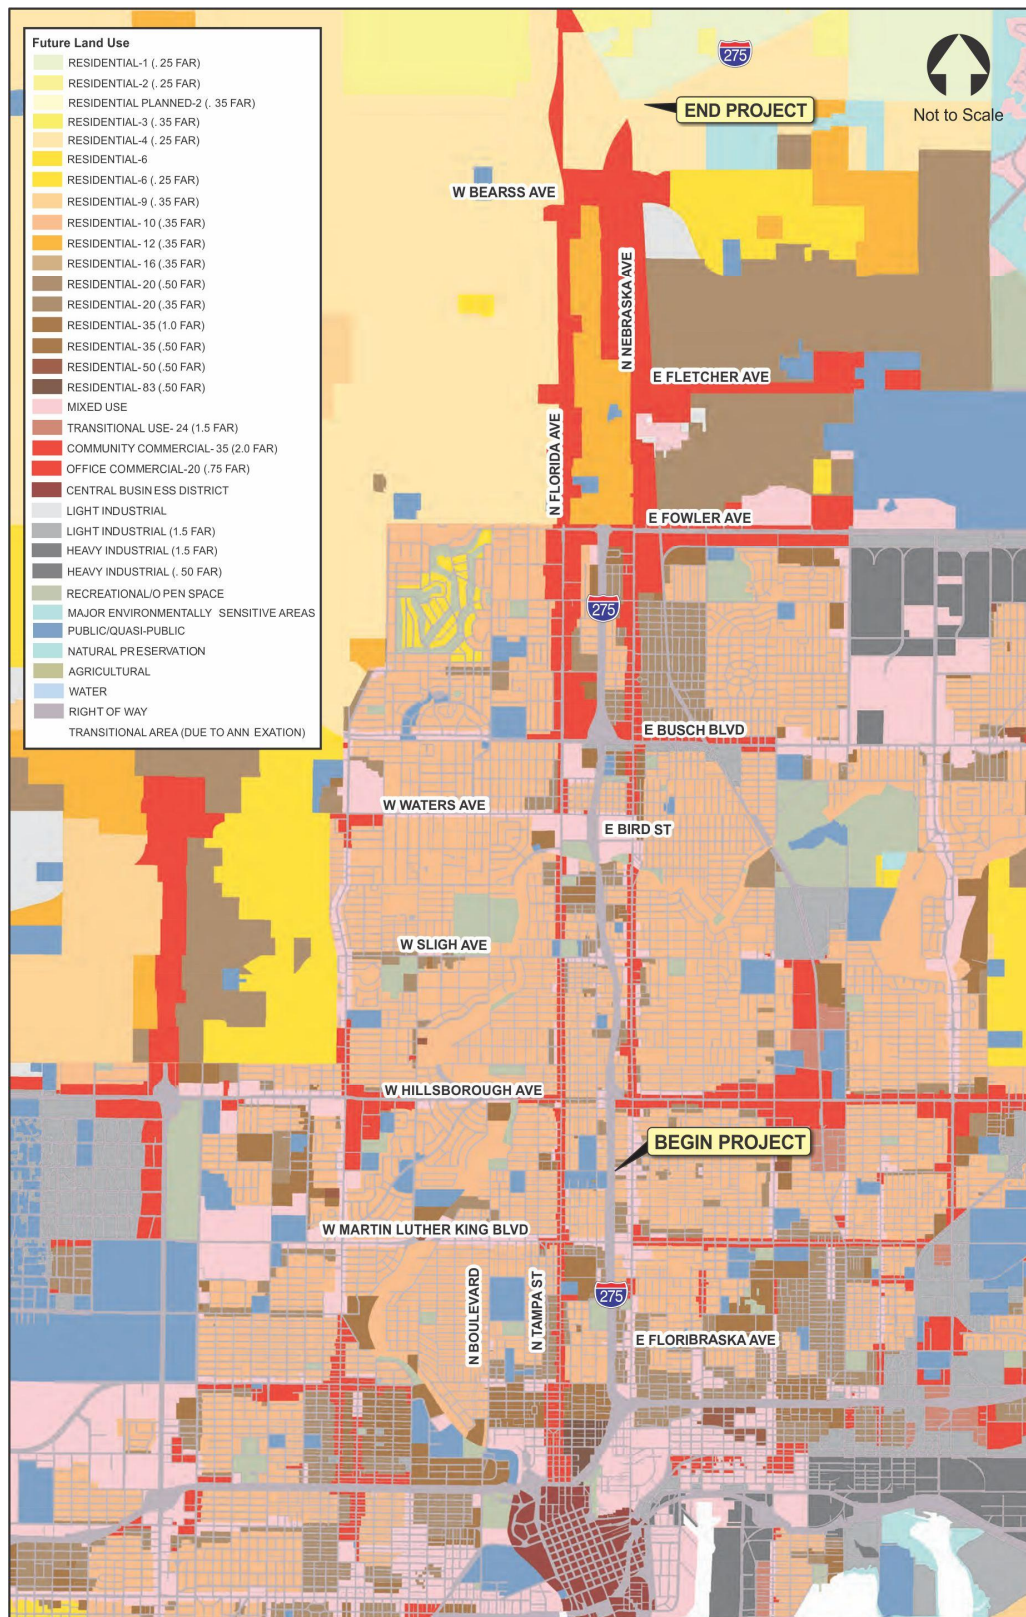 Future Land Use
RESIDENTIAL-1 (. 25 FAR)
RESIDENTIAL-2 (. 25 FAR)
RESIDENTIAL PLANNED-2 (. 35 FAR)
RESIDENTIAL-3 (. 35 FAR)
RESIDENTIAL-4 (. 25 FAR)
RESIDENTIAL-6
RESIDENTIAL-6 (. 25 FAR)
RESIDENTIAL-9 (. 35 FAR)
RESIDENTIAL- 10 (.35 FAR)
RESIDENTIAL- 12 (.35 FAR)
RESIDENTIAL- 16 (.35 FAR)
RESIDENTIAL- 20 (.50 FAR)
RESIDENTIAL- 20 (.35 FAR)
RESIDENTIAL- 35 (1.0 FAR)
RESIDENTIAL- 35 (.50 FAR)
RESIDENTIAL- 50 (.50 FAR)
RESIDENTIAL- 83 (.50 FAR)
MIXED USE
TRANSITIONAL USE- 24 (1.5 FAR)
COMMUNITY COMMERCIAL- 35 (2.0 FAR)
OFFICE COMMERCIAL-20 (.75 FAR)
CENTRAL BUSINESS DISTRICT
LIGHT INDUSTRIAL
LIGHT INDUSTRIAL (1.5 FAR)
HEAVY INDUSTRIAL (1.5 FAR)
HEAVY INDUSTRIAL (. 50 FAR)
RECREATIONAL/OPEN SPACE
MAJOR ENVIRONMENTALLY SENSITIVE AREAS
PUBLIC/QUASI-PUBLIC
NATURAL PRESERVATION
AGRICULTURAL
WATER
RIGHT OF WAY
TRANSITIONAL AREA (DUE TO ANNEXATION)
275
Not to Scale
END PROJECT
W BEARSS AVE
N NEBRASKA AVE
E FLETCHER AVE
N FLORIDA AVE
E FOWLER AVE
275
E BUSCH BLVD
W WATERS AVE
E BIRD ST
W SLIGH AVE
W HILLSBOROUGH AVE
BEGIN PROJECT
W MARTIN LUTHER KING BLVD
N BOULEVARD
N TAMPA ST
275
E FLORIBRASKA AVE